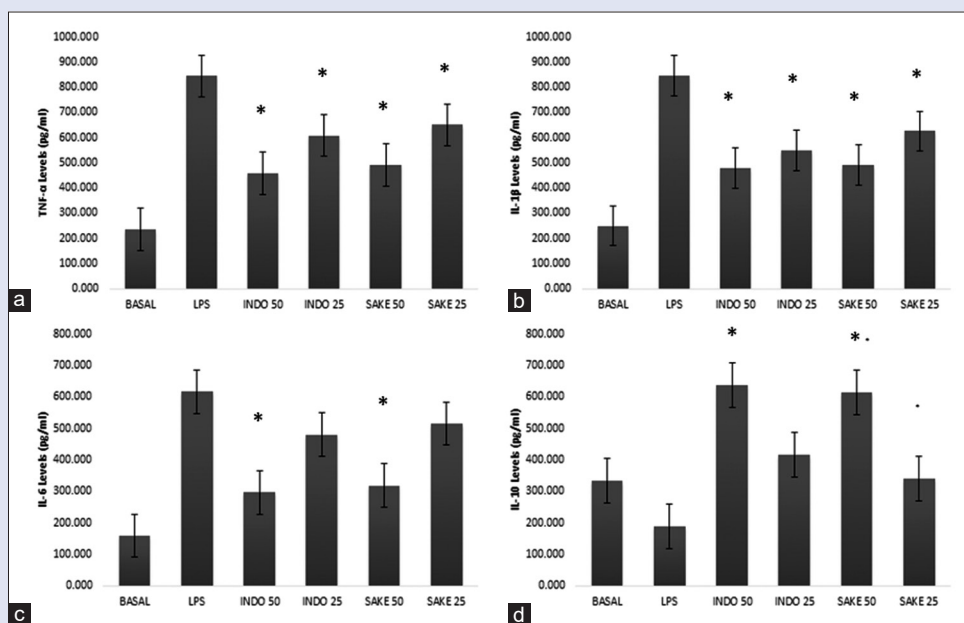 1000.000
900.000
800.000
700.000
600.000
500.000
400.000
300.000
200.000
100.000
0.000
TNF-α Levels (pg/ml)
* * * *
BASAL LPS INDO 50 INDO 25 SAKE 50 SAKE 25
a
1000.000
900.000
800.000
700.000
600.000
500.000
400.000
300.000
200.000
100.000
0.000
IL-1β Levels (pg/ml)
* * * *
BASAL LPS INDO 50 INDO 25 SAKE 50 SAKE 25
b
800.000
700.000
600.000
500.000
400.000
300.000
200.000
100.000
0.000
IL-6 Levels (pg/ml)
* *
BASAL LPS INDO 50 INDO 25 SAKE 50 SAKE 25
c
800.000
700.000
600.000
500.000
400.000
300.000
200.000
100.000
0.000
IL-10 Levels (pg/ml)
* * .
.
BASAL LPS INDO 50 INDO 25 SAKE 50 SAKE 25
d